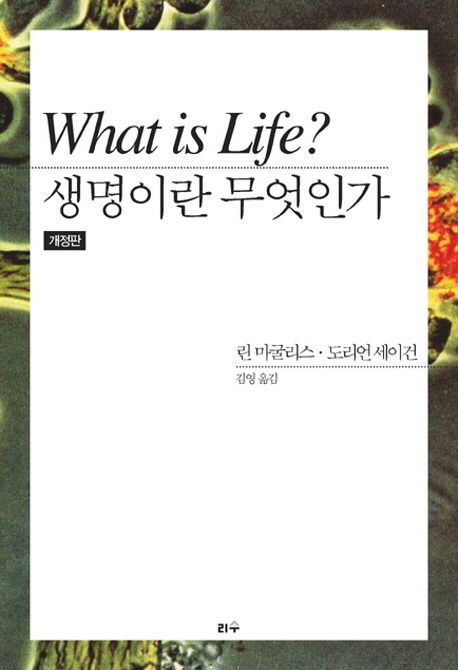 What is Life?
생명이란 무엇인가
개정판
린 마굴리스 · 도리언 세이건
김영 옮김
리수